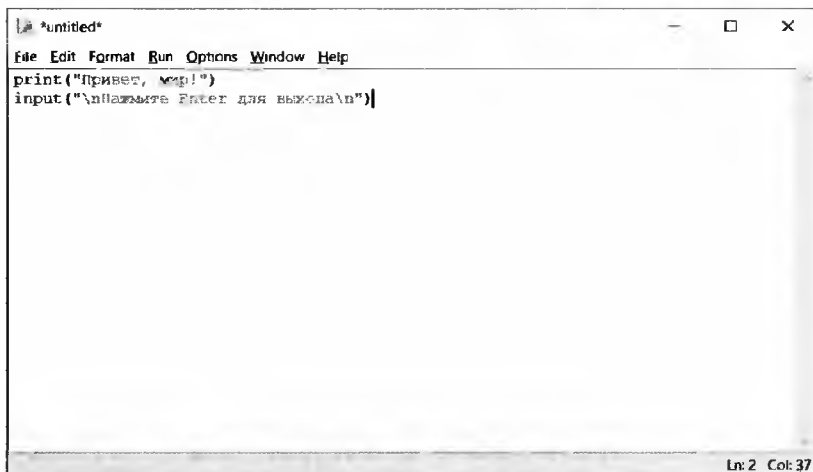 *untitled*
File Edit Format Run Options Window Help
print("Привет, мир!")
input("\nНажмите Enter для выхода\n")
Ln: 2 Col: 37